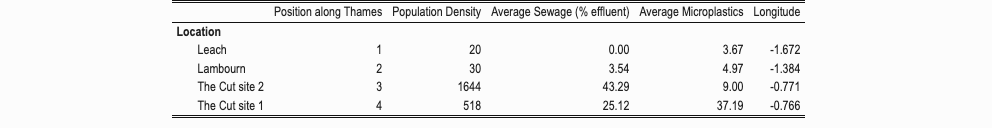 Position along Thames Population Density Average Sewage (% effluent) Average Microplastics Longitude
Location
Leach 1 20 0.00 3.67 -1.672
Lambourn 2 30 3.54 4.97 -1.384
The Cut site 2 3 1644 43.29 9.00 -0.771
The Cut site 1 4 518 25.12 37.19 -0.766